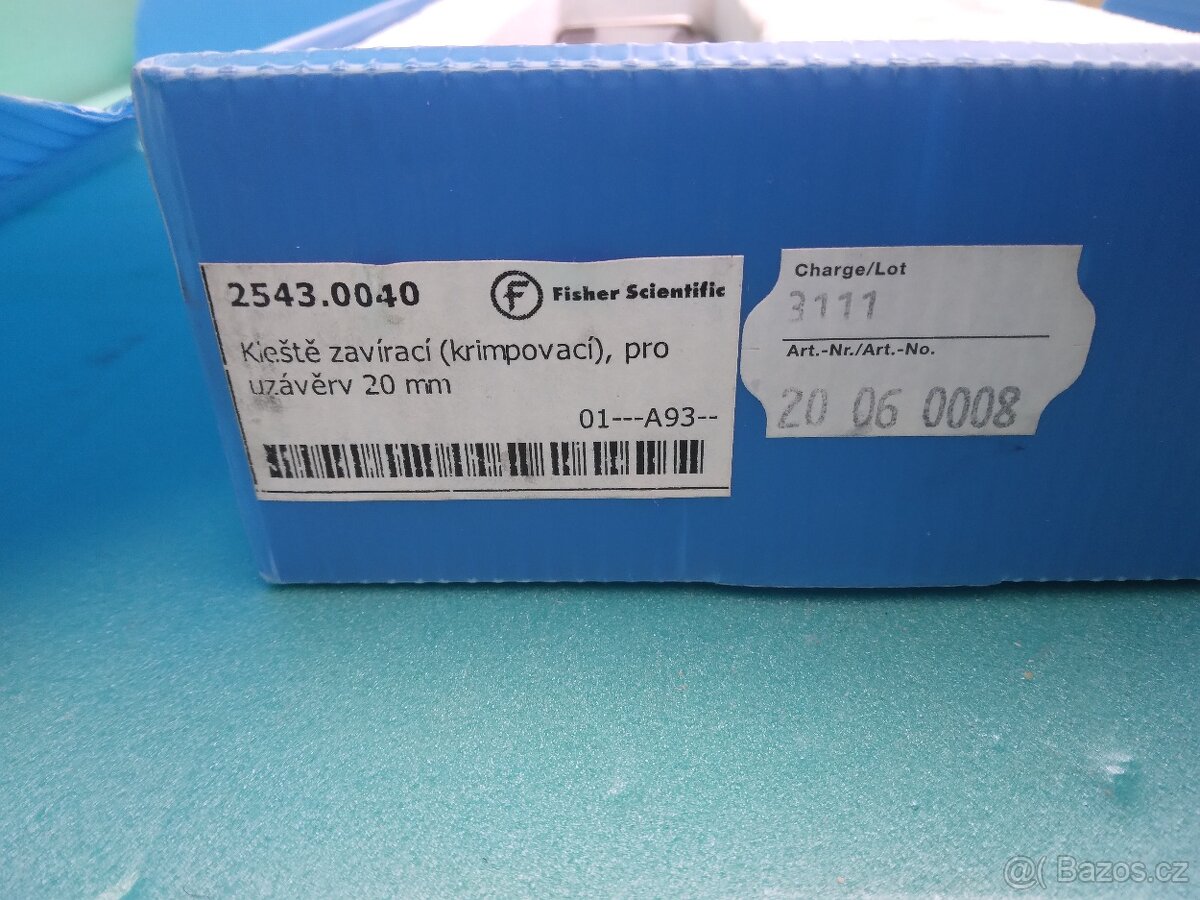 2543.0040
Fisher Scientific
Kleště zavírací (krimpovací), pro
uzávěry 20 mm
01---A93--
Charge/Lot
3111
Art.-Nr./Art.-No.
20 06 0008
@( Bazos.cz